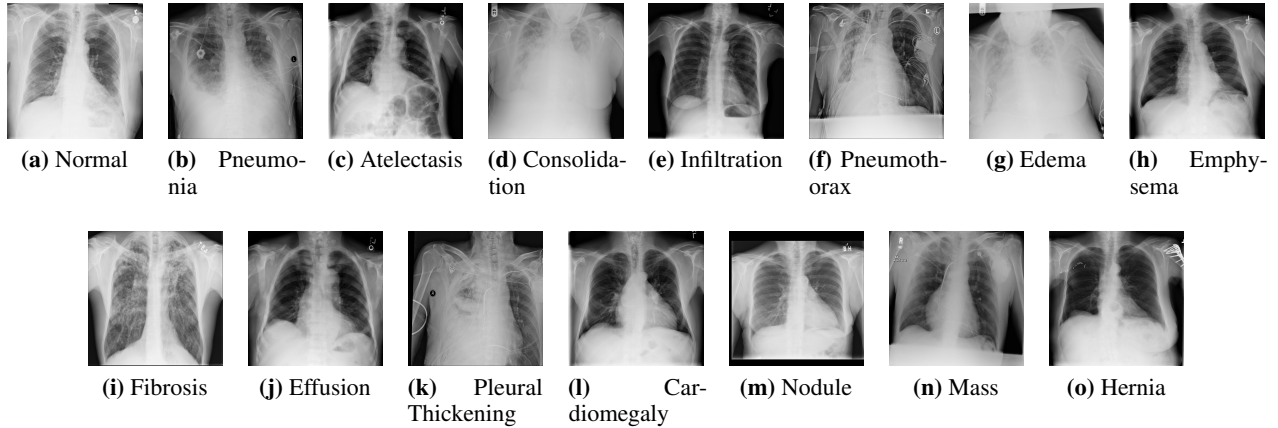 (a) Normal
(b) Pneumo-
nia
(c) Atelectasis
(d) Consolida-
tion
(e) Infiltration
(f) Pneumoth-
orax
(g) Edema
(h) Emphy-
sema
(i) Fibrosis
(j) Effusion
(k) Pleural
Thickening
(l) Car-
diomegaly
(m) Nodule
(n) Mass
(o) Hernia